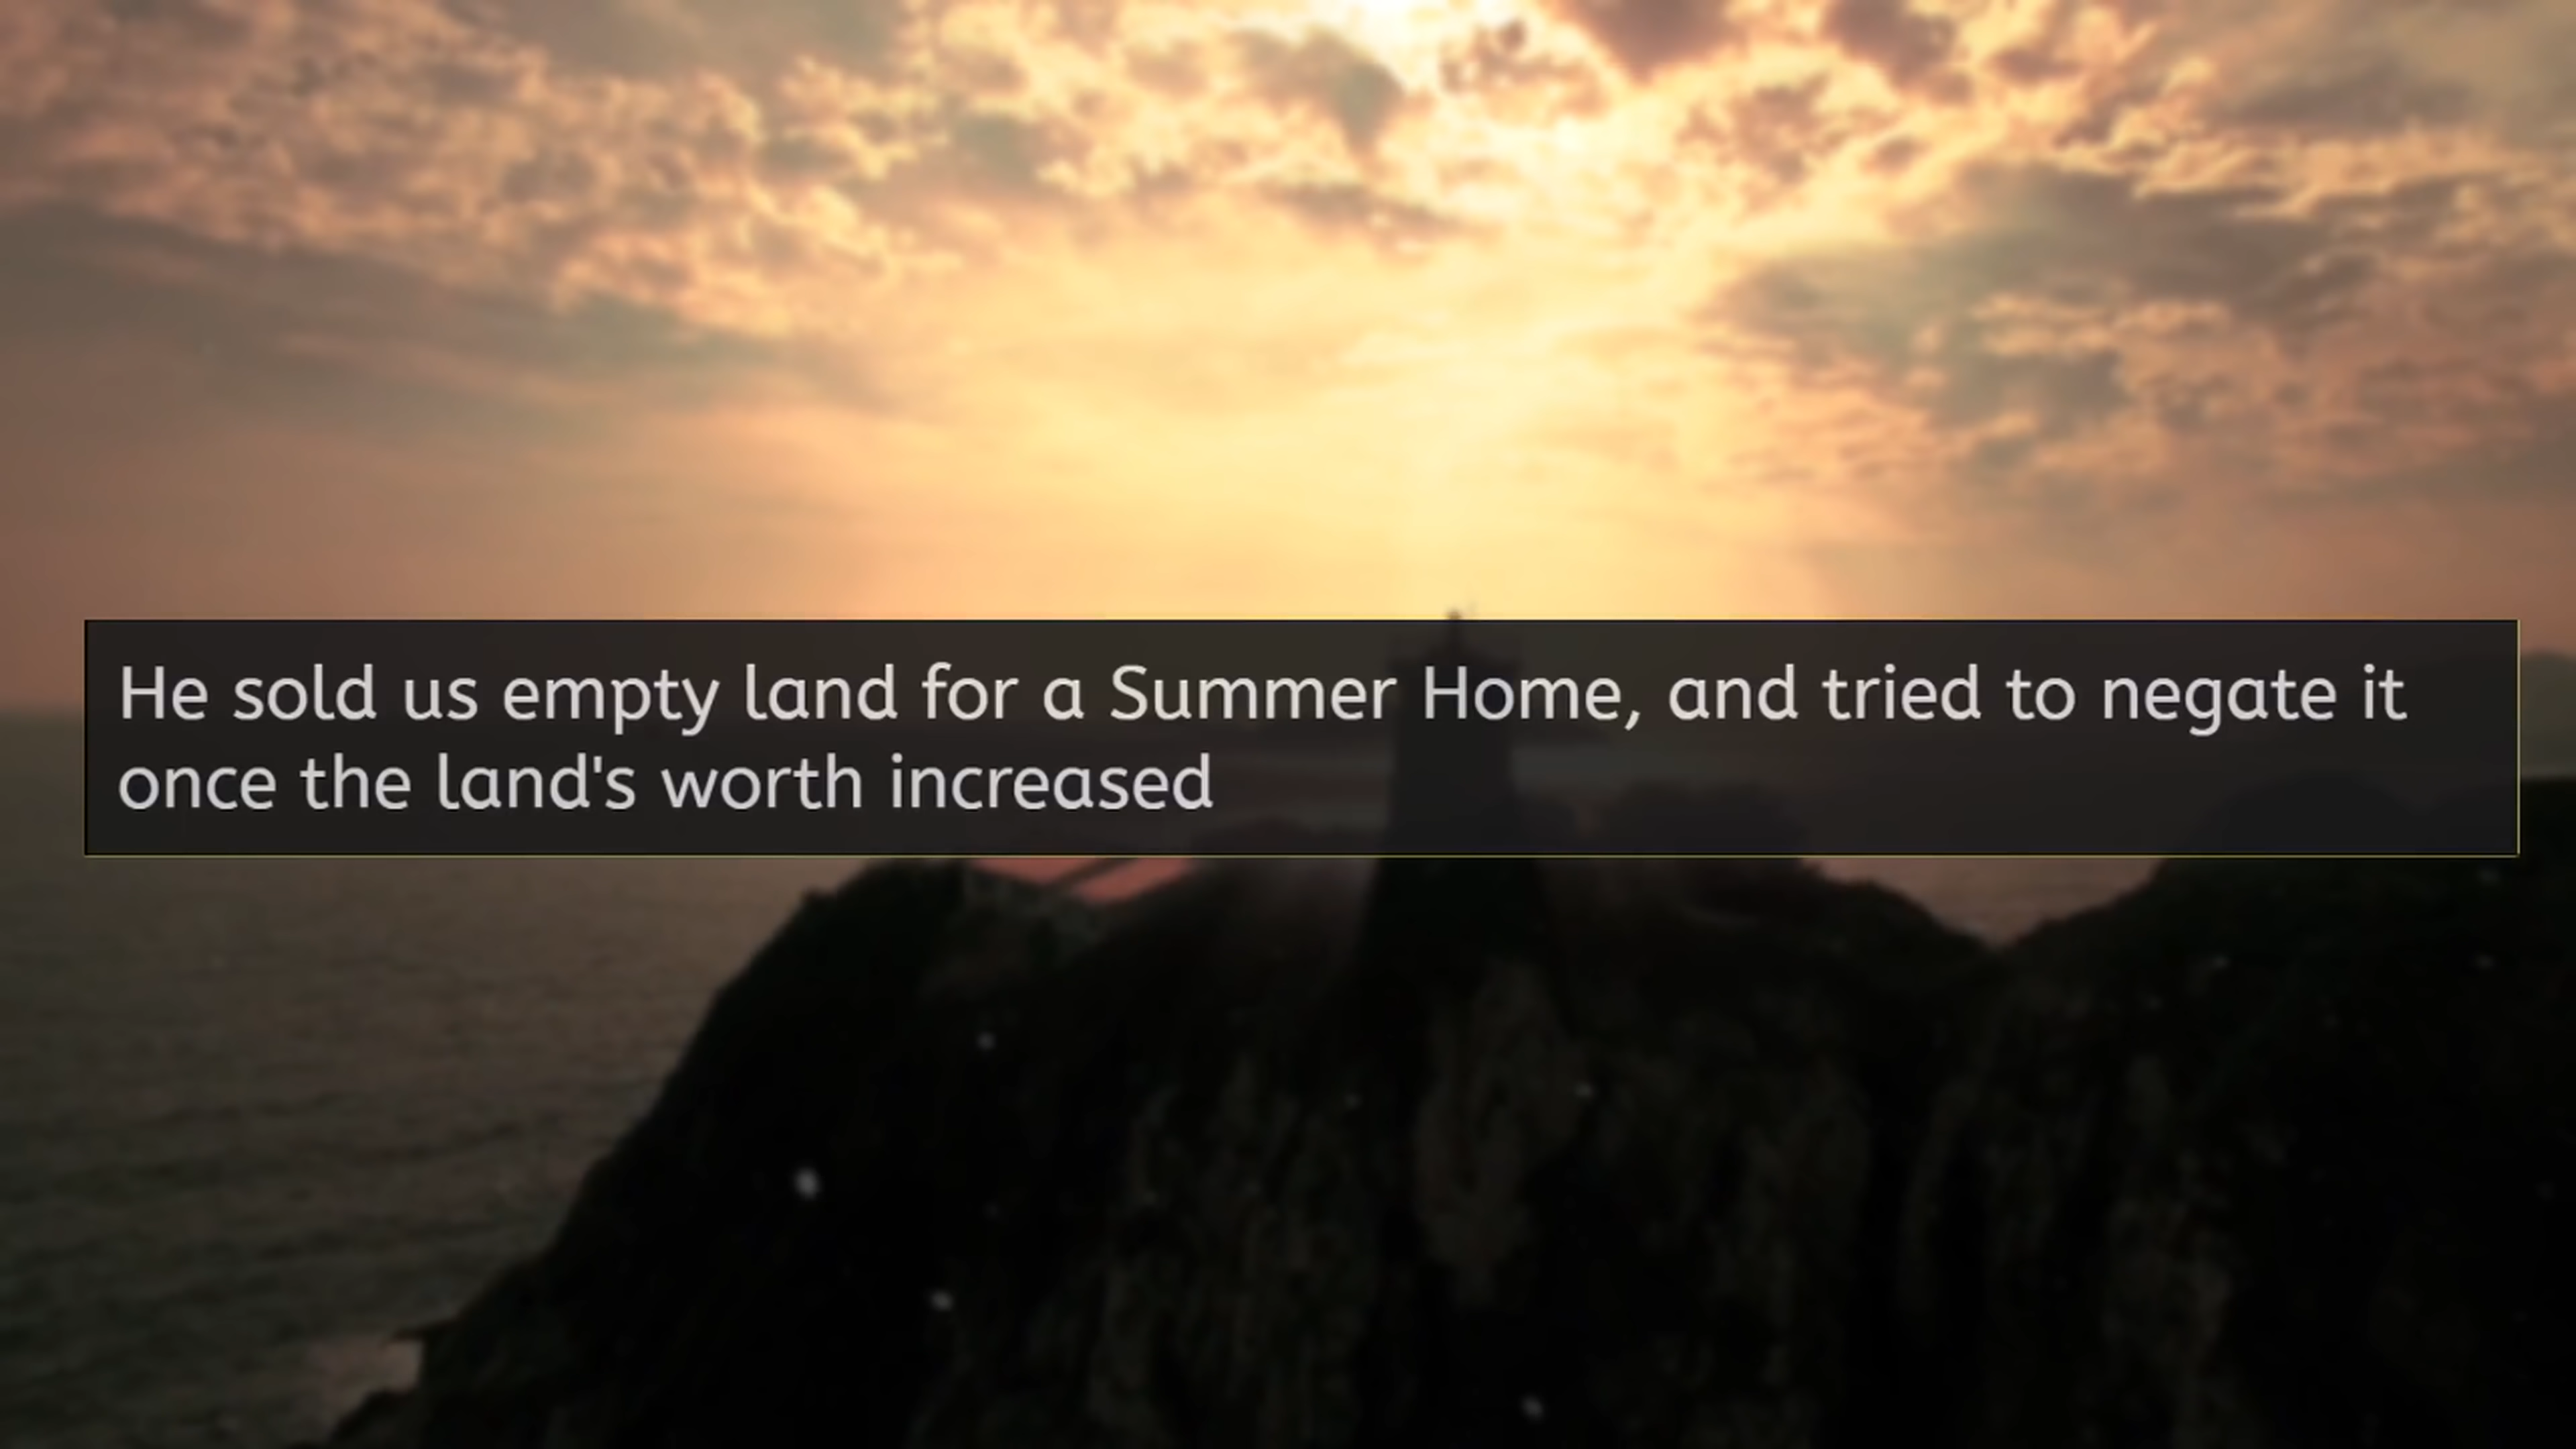 He sold us empty land for a Summer Home, and tried to negate it
once the land's worth increased